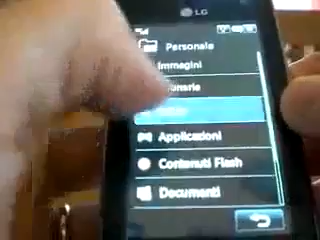 LG
Personale
Immagini
Applicazioni
Contenuti Flash
Documenti